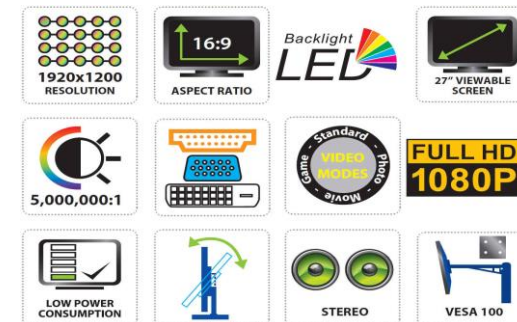 1920x1200
RESOLUTION
16:9
ASPECT RATIO
Backlight
LED
27" VIEWABLE
SCREEN
5,000,000:1
Standard - Photo - Movie - Game -
VIDEO
MODES
FULL HD
1080P
LOW POWER
CONSUMPTION
STEREO
VESA 100